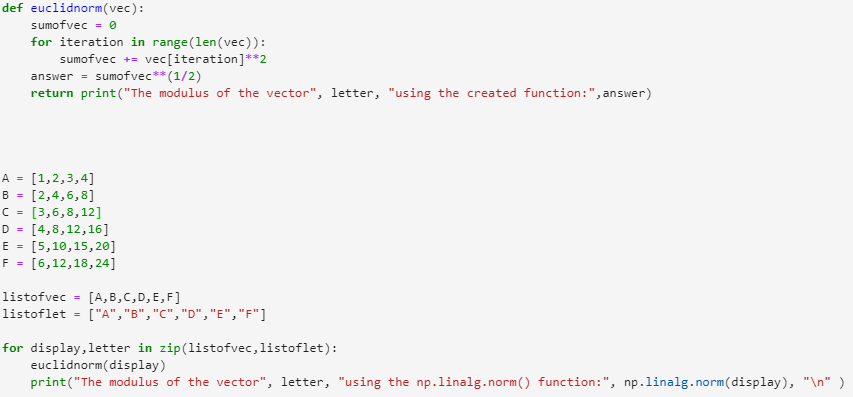 def euclidnorm(vec):
    sumofvec = 0
    for iteration in range(len(vec)):
        sumofvec += vec[iteration]**2
    answer = sumofvec**(1/2)
    return print("The modulus of the vector", letter, "using the created function:",answer)
A = [1,2,3,4]
B = [2,4,6,8]
C = [3,6,8,12]
D = [4,8,12,16]
E = [5,10,15,20]
F = [6,12,18,24]
listofvec = [A,B,C,D,E,F]
listoflet = ["A","B","C","D","E","F"]
for display,letter in zip(listofvec,listoflet):
    euclidnorm(display)
    print("The modulus of the vector", letter, "using the np.linalg.norm() function:", np.linalg.norm(display), "\n" )